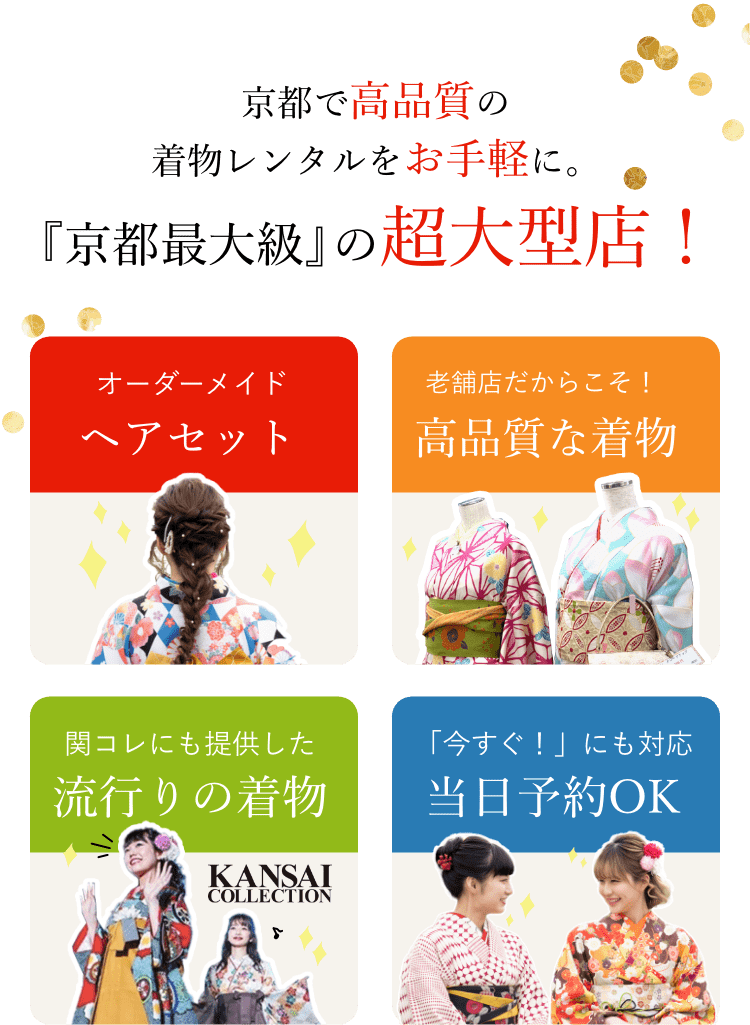 京都で高品質の
着物レンタルをお手軽に。
『京都最大級』の超大型店！
オーダーメイド
ヘアセット
老舗店だからこそ！
高品質な着物
関コレにも提供した
流行りの着物
KANSAI
COLLECTION
「今すぐ！」にも対応
当日予約OK